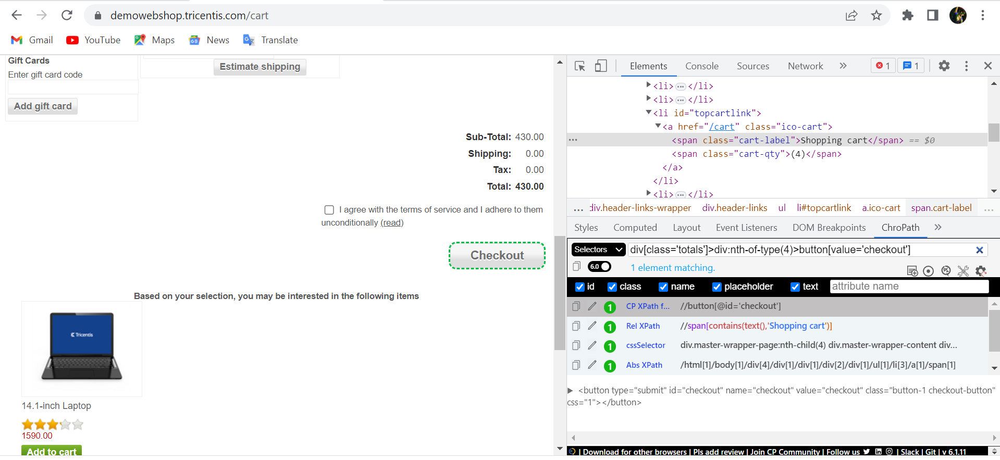 demowebshop.tricentis.com/cart
Gmail YouTube Maps News Translate
Gift Cards
Enter gift card code
Add gift card
Estimate shipping
Sub-Total: 430.00
Shipping: 0.00
Tax: 0.00
Total: 430.00
I agree with the terms of service and I adhere to them
unconditionally (read)
Checkout
Based on your selection, you may be interested in the following items
Tricentis
14.1-inch Laptop
1590.00
Add to cart
Elements Console Sources Network » 1 1
<li> … </li>
<li> … </li>
<li id="topcartlink">
<a href="/cart" class="ico-cart">
… <span class="cart-label">Shopping cart</span> == $0
<span class="cart-qty">(4)</span>
</a>
</li>
<li> … </li>
… div.header-links-wrapper div.header-links ul li#topcartlink a.ico-cart span.cart-label …
Styles Computed Layout Event Listeners DOM Breakpoints ChroPath »
Selectors div[class='totals']>div:nth-of-type(4)>button[value='checkout']
6.0 1 element matching.
id class name placeholder text attribute name
1 CP XPath f... //button[@id='checkout']
1 Rel XPath //span[contains(text(),'Shopping cart')]
1 cssSelector div.master-wrapper-page:nth-child(4) div.master-wrapper-content div...
1 Abs XPath /html[1]/body[1]/div[4]/div[1]/div[1]/div[2]/div[1]/ul[1]/li[3]/a[1]/span[1]
<button type="submit" id="checkout" name="checkout" value="checkout" class="button-1 checkout-button"
css="1"></button>
| Download for other browsers | Pls add review | Join CP Community | Follow us | Slack | Git | v 6.1.11